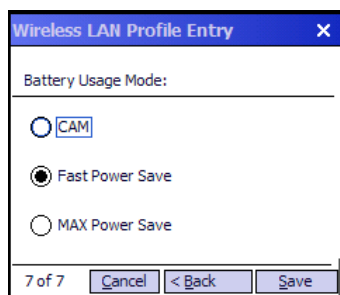 Wireless LAN Profile Entry
Battery Usage Mode:
CAM
Fast Power Save
MAX Power Save
7 of 7 Cancel < Back Save